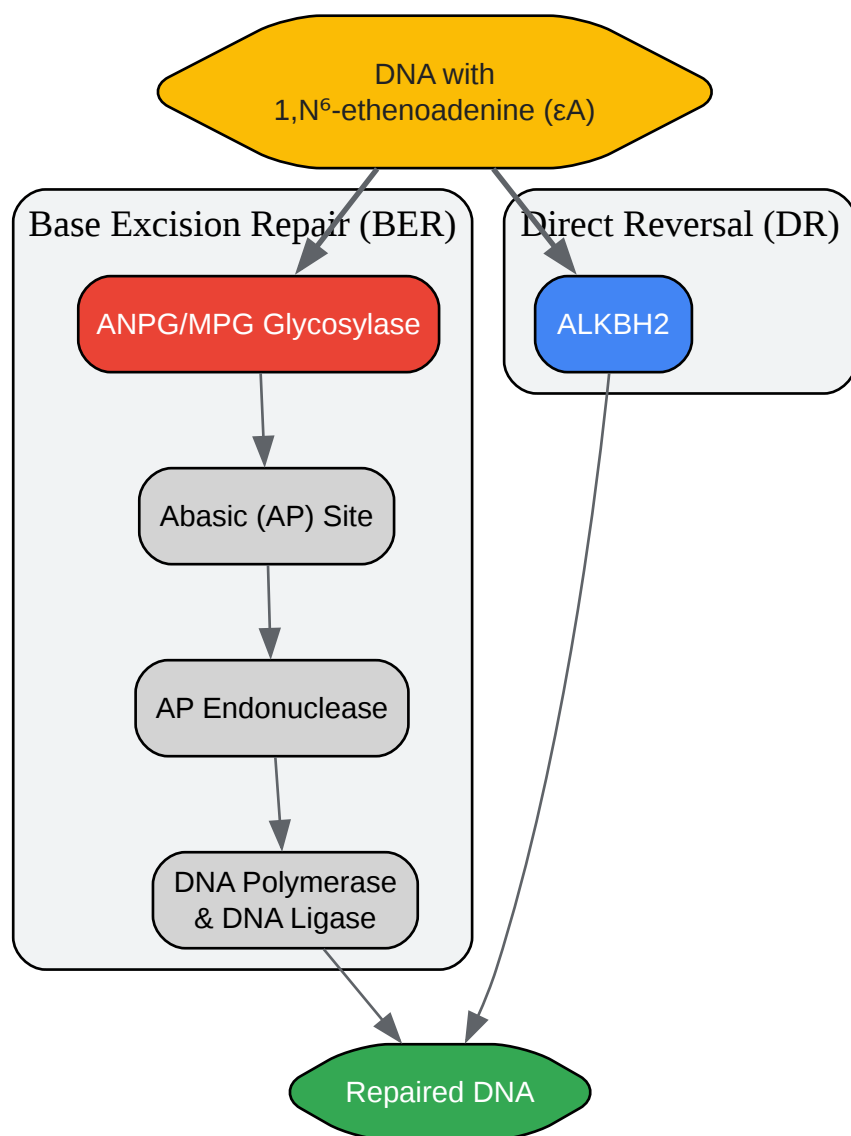 DNA with
1,N⁶-ethenoadenine (εA)
Base Excision Repair (BER)
Direct Reversal (DR)
ANPG/MPG Glycosylase
ALKBH2
Abasic (AP) Site
AP Endonuclease
DNA Polymerase
& DNA Ligase
Repaired DNA